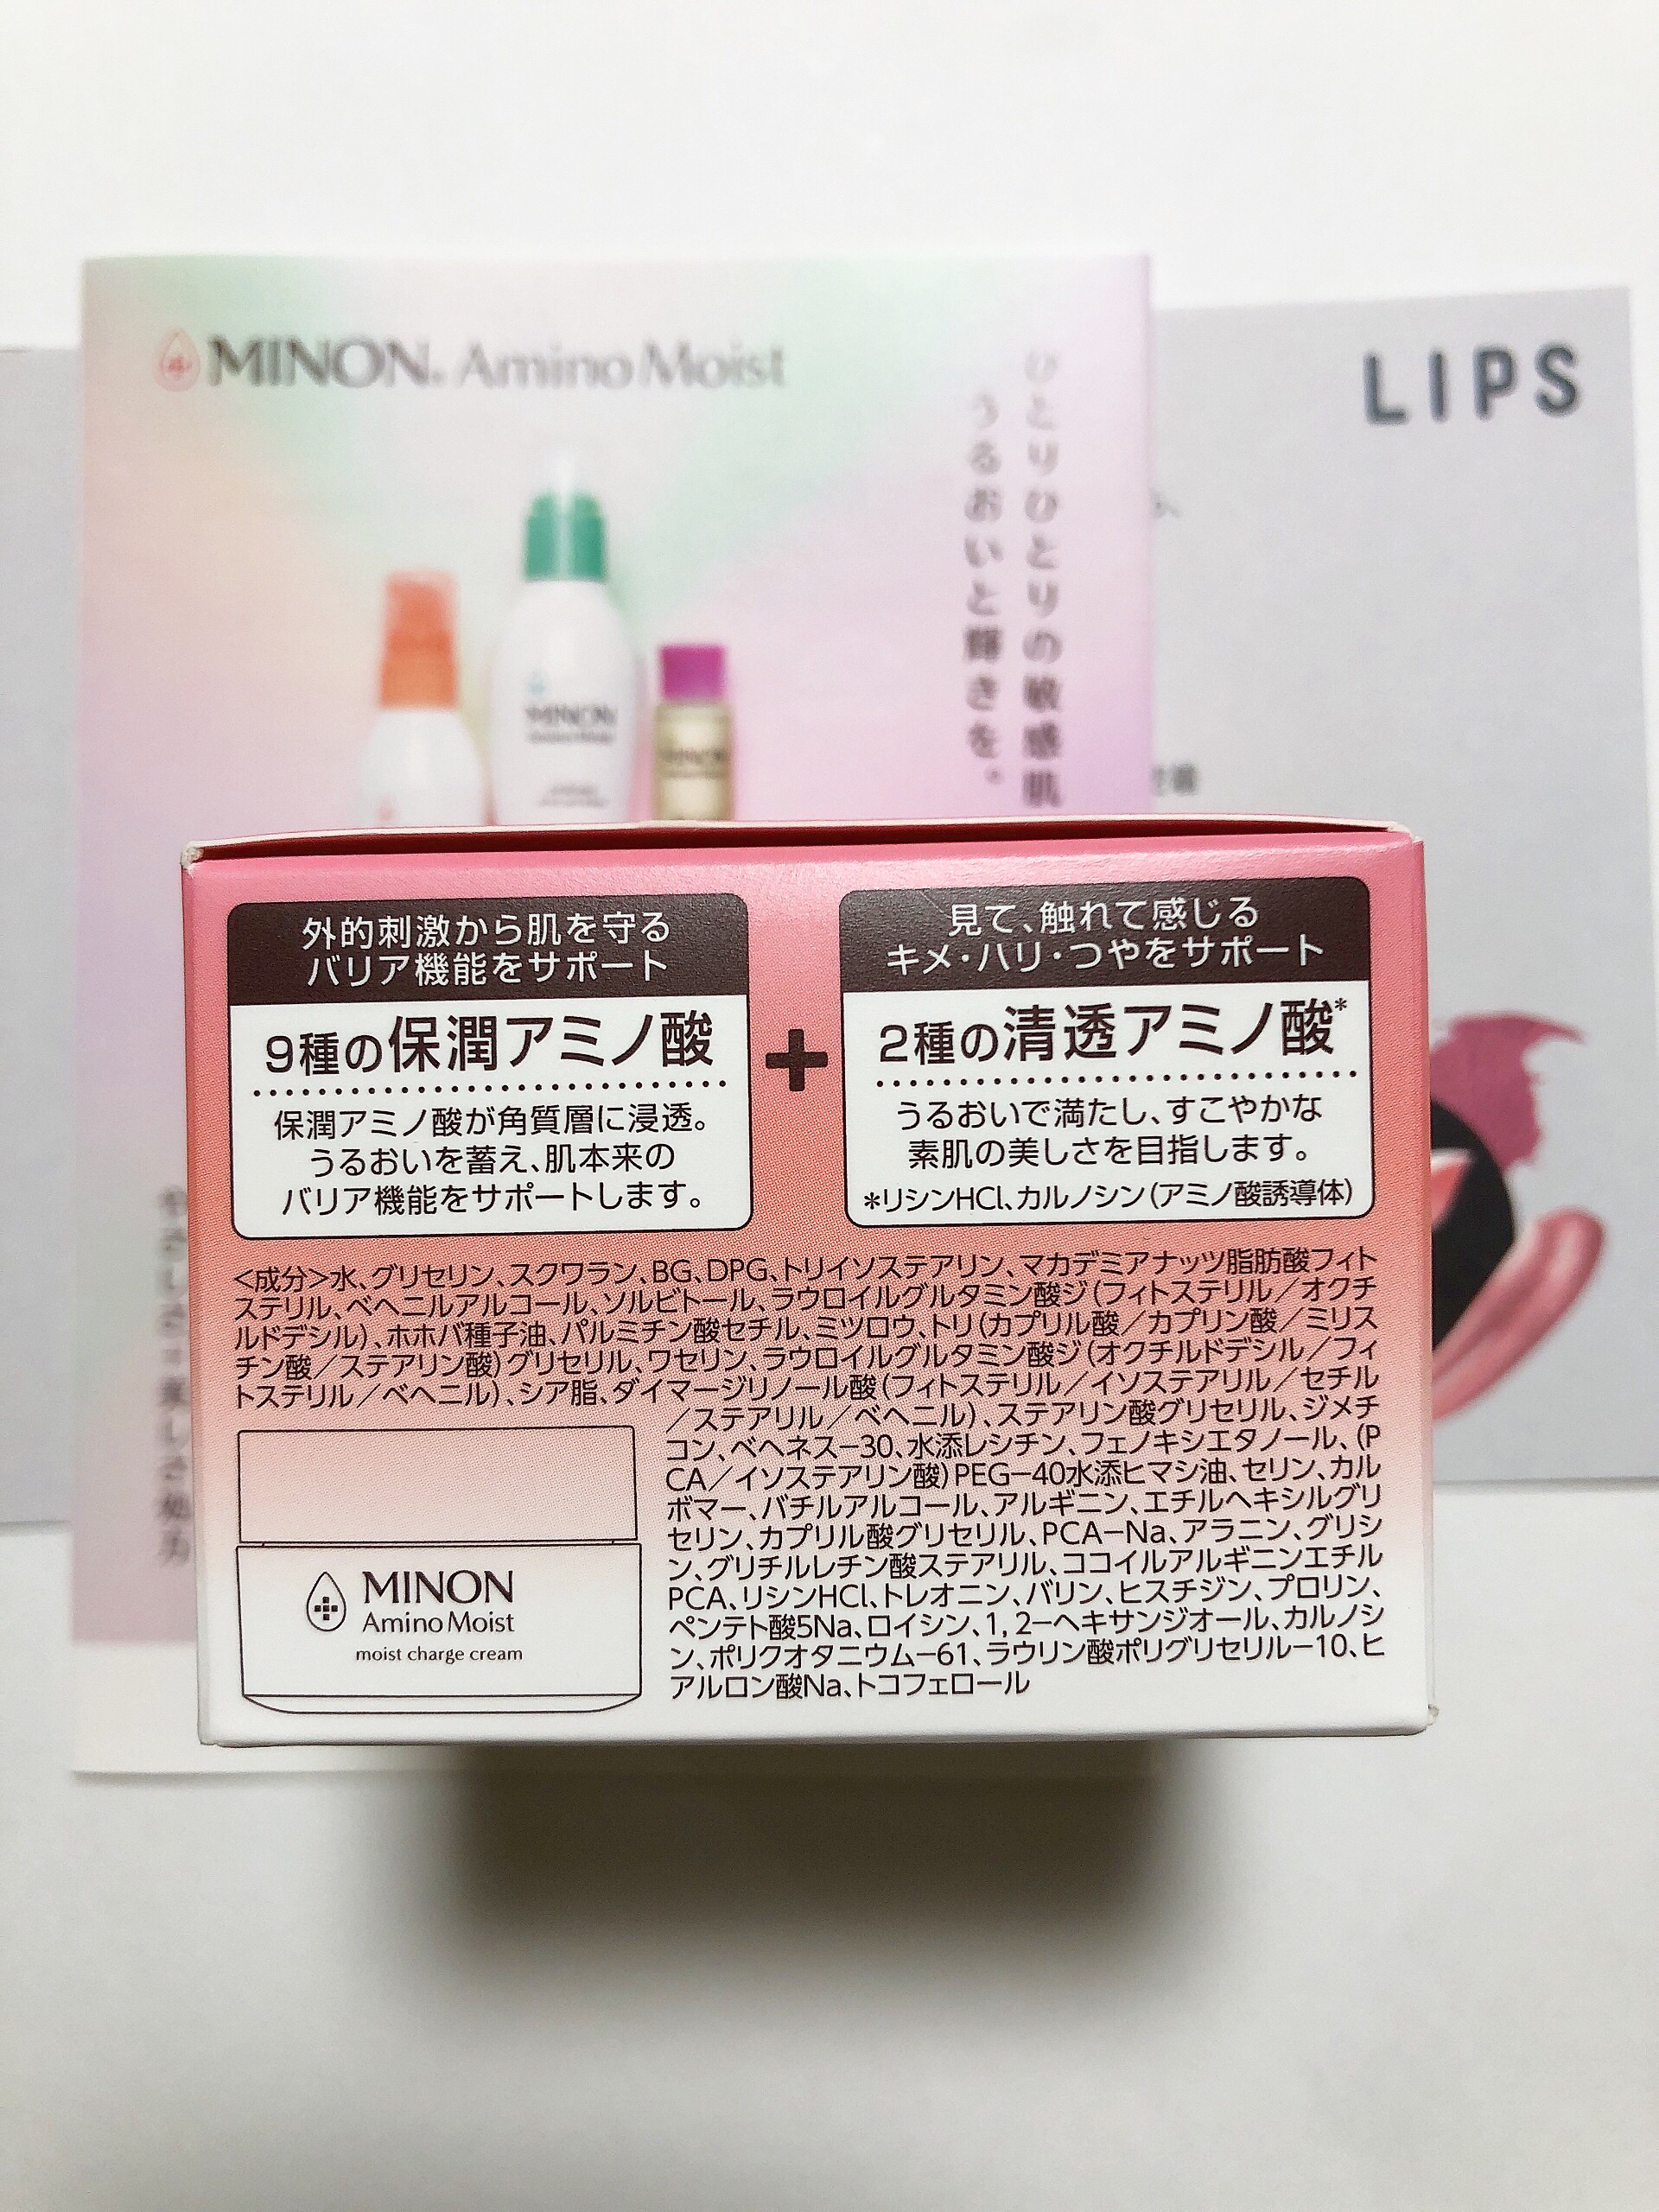 MINON Amino Moist
ひとりひとりの敏感肌
うるおいと輝きを。
LIPS
MINON
MINON
外的刺激から肌を守る
バリア機能をサポート
9種の保潤アミノ酸
保潤アミノ酸が角質層に浸透。
うるおいを蓄え、肌本来の
バリア機能をサポートします。
+
見て、触れて感じる
キメ・ハリ・つやをサポート
2種の清透アミノ酸*
うるおいで満たし、すこやかな
素肌の美しさを目指します。
*リシンHCl、カルノシン(アミノ酸誘導体)
<成分>水、グリセリン、スクワラン、BG、DPG、トリイソステアリン、マカデミアナッツ脂肪酸フィト
ステリル、ベヘニルアルコール、ソルビトール、ラウロイルグルタミン酸ジ(フィトステリル/オクチ
ルドデシル)、ホホバ種子油、パルミチン酸セチル、ミツロウ、トリ(カプリル酸/カプリン酸/ミリス
チン酸/ステアリン酸)グリセリル、ワセリン、ラウロイルグルタミン酸ジ(オクチルドデシル/フィ
トステリル/ベヘニル)、シア脂、ダイマージリノール酸(フィトステリル/イソステアリル/セチル
/ステアリル/ベヘニル)、ステアリン酸グリセリル、ジメチ
コン、ベヘネス-30、水添レシチン、フェノキシエタノール、(P
CA/イソステアリン酸)PEG-40水添ヒマシ油、セリン、カル
ボマー、バチルアルコール、アルギニン、エチルヘキシルグリ
セリン、カプリル酸グリセリル、PCA-Na、アラニン、グリシ
ン、グリチルレチン酸ステアリル、ココイルアルギニンエチル
PCA、リシンHCl、トレオニン、バリン、ヒスチジン、プロリン、
ペンテト酸5Na、ロイシン、1,2-ヘキサンジオール、カルノシ
ン、ポリクオタニウム-61、ラウリン酸ポリグリセリル-10、ヒ
アルロン酸Na、トコフェロール
MINON
Amino Moist
moist charge cream